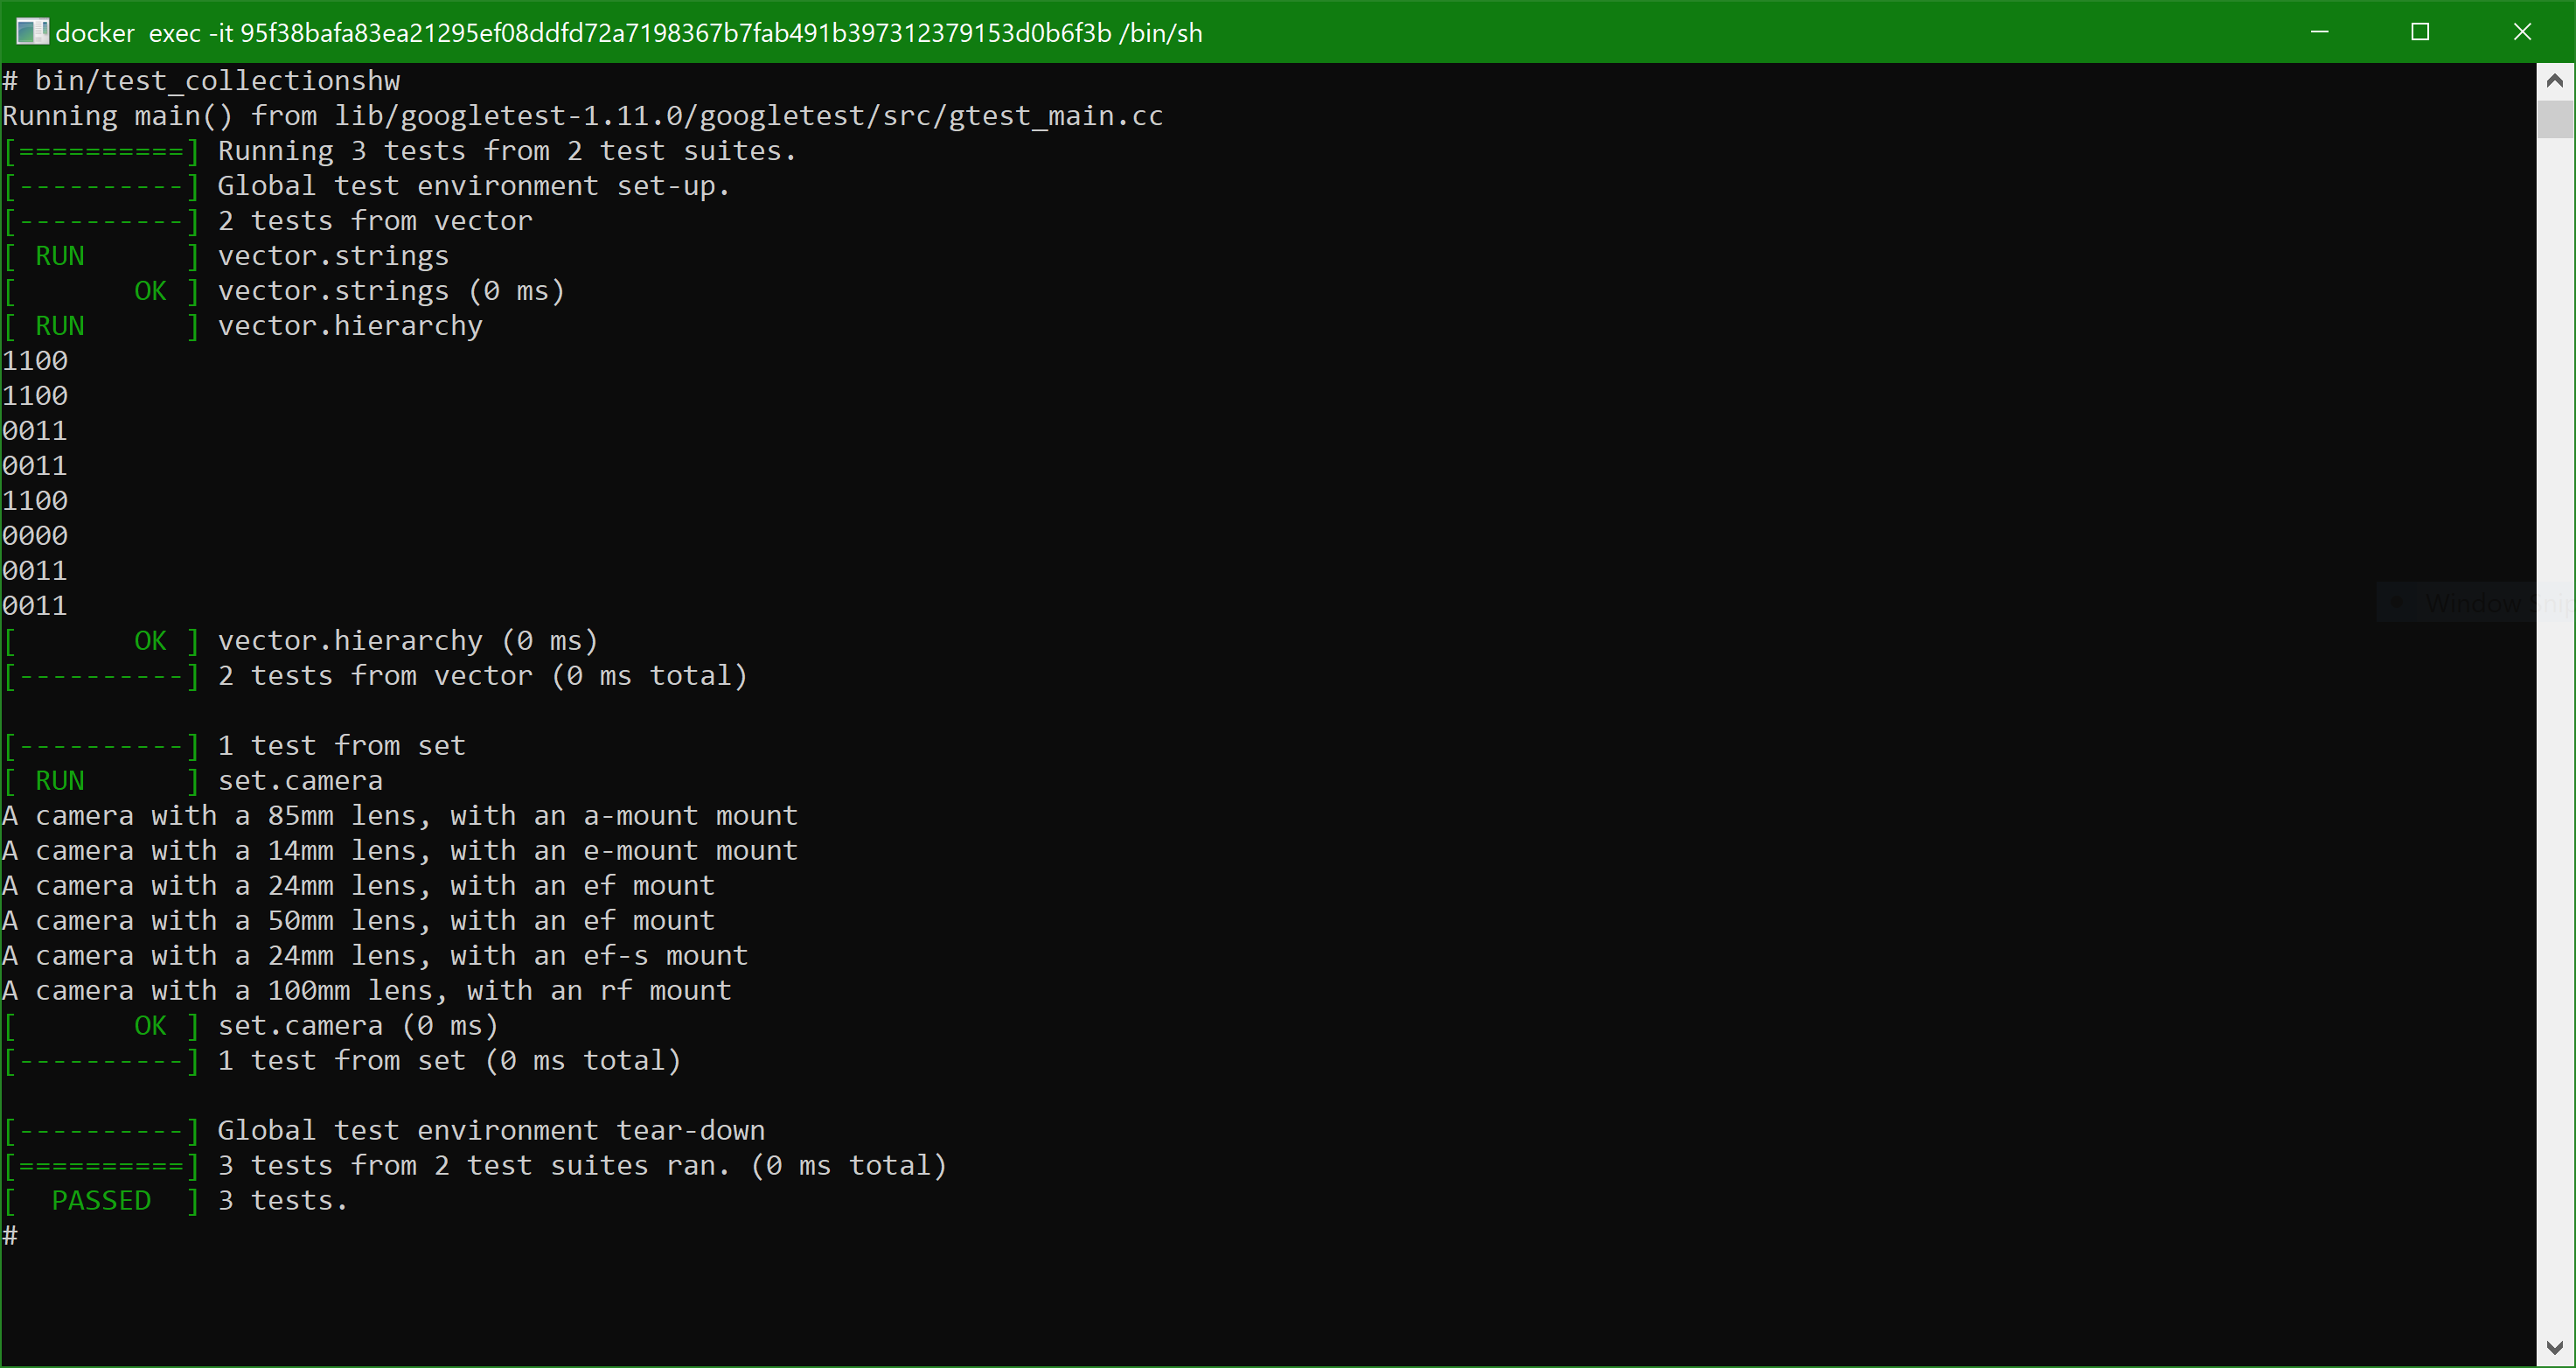 docker  exec -it 95f38bafa83ea21295ef08ddfd72a7198367b7fab491b397312379153d0b6f3b /bin/sh
# bin/test_collectionshw
Running main() from lib/googletest-1.11.0/googletest/src/gtest_main.cc
[==========] Running 3 tests from 2 test suites.
[----------] Global test environment set-up.
[----------] 2 tests from vector
[ RUN      ] vector.strings
[       OK ] vector.strings (0 ms)
[ RUN      ] vector.hierarchy
1100
1100
0011
0011
1100
0000
0011
0011
[       OK ] vector.hierarchy (0 ms)
[----------] 2 tests from vector (0 ms total)

[----------] 1 test from set
[ RUN      ] set.camera
A camera with a 85mm lens, with an a-mount mount
A camera with a 14mm lens, with an e-mount mount
A camera with a 24mm lens, with an ef mount
A camera with a 50mm lens, with an ef mount
A camera with a 24mm lens, with an ef-s mount
A camera with a 100mm lens, with an rf mount
[       OK ] set.camera (0 ms)
[----------] 1 test from set (0 ms total)

[----------] Global test environment tear-down
[==========] 3 tests from 2 test suites ran. (0 ms total)
[  PASSED  ] 3 tests.
#
Window